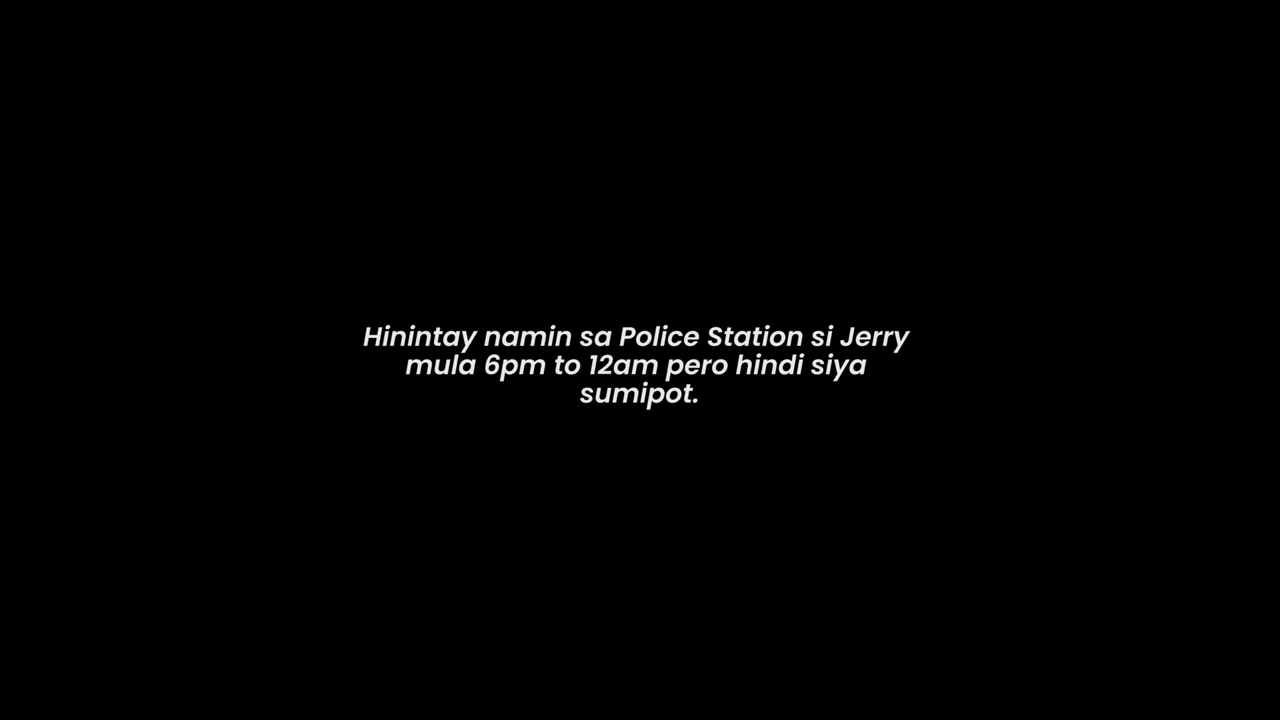 Hinintay namin sa Police Station si Jerry
mula 6pm to 12am pero hindi siya
sumipot.